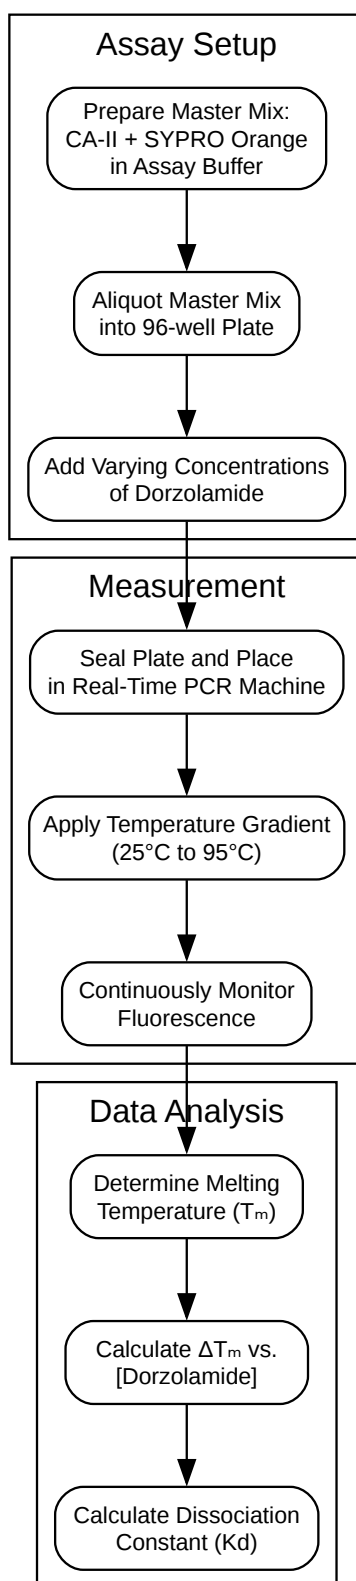 Assay Setup
Prepare Master Mix:
CA-II + SYPRO Orange
in Assay Buffer
Aliquot Master Mix
into 96-well Plate
Add Varying Concentrations
of Dorzolamide
Measurement
Seal Plate and Place
in Real-Time PCR Machine
Apply Temperature Gradient
(25°C to 95°C)
Continuously Monitor
Fluorescence
Data Analysis
Determine Melting
Temperature (Tₘ)
Calculate ΔTₘ vs.
[Dorzolamide]
Calculate Dissociation
Constant (Kd)